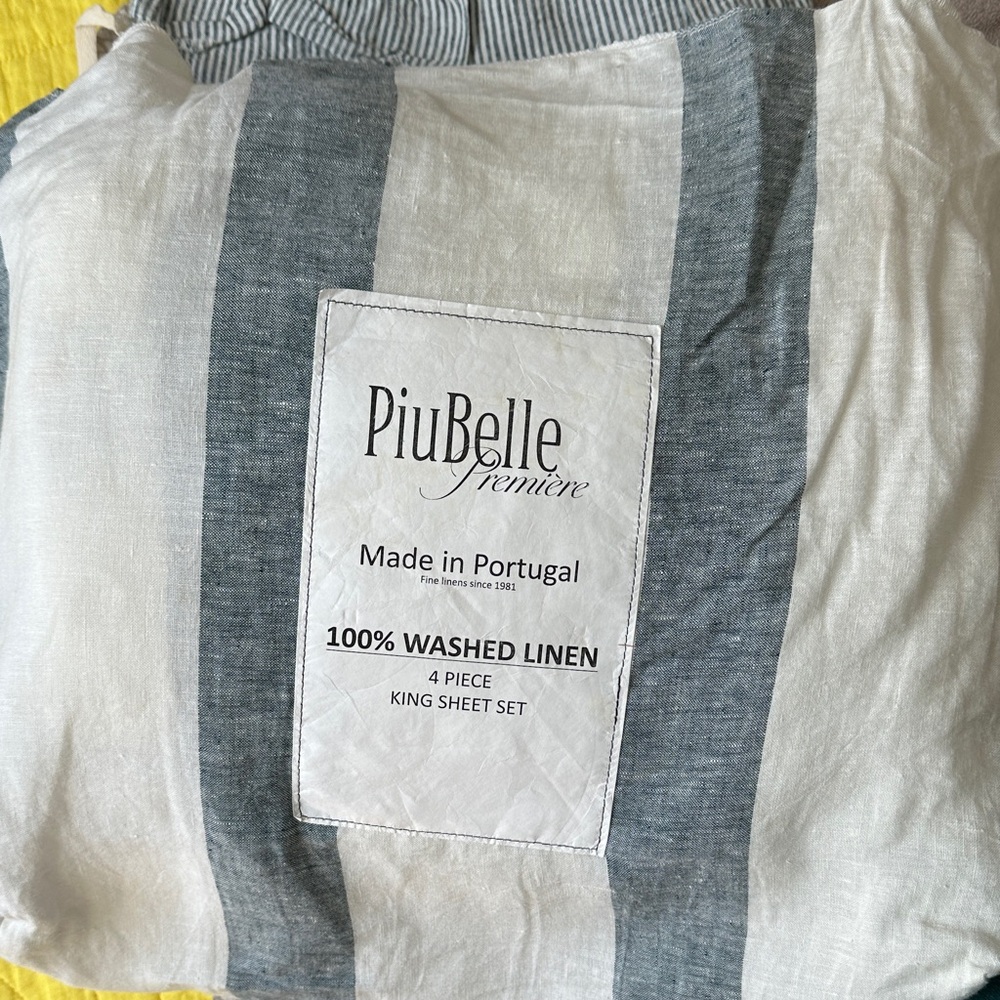 PiuBelle
Première
Made in Portugal
Fine linens since 1981
100% WASHED LINEN
4 PIECE
KING SHEET SET